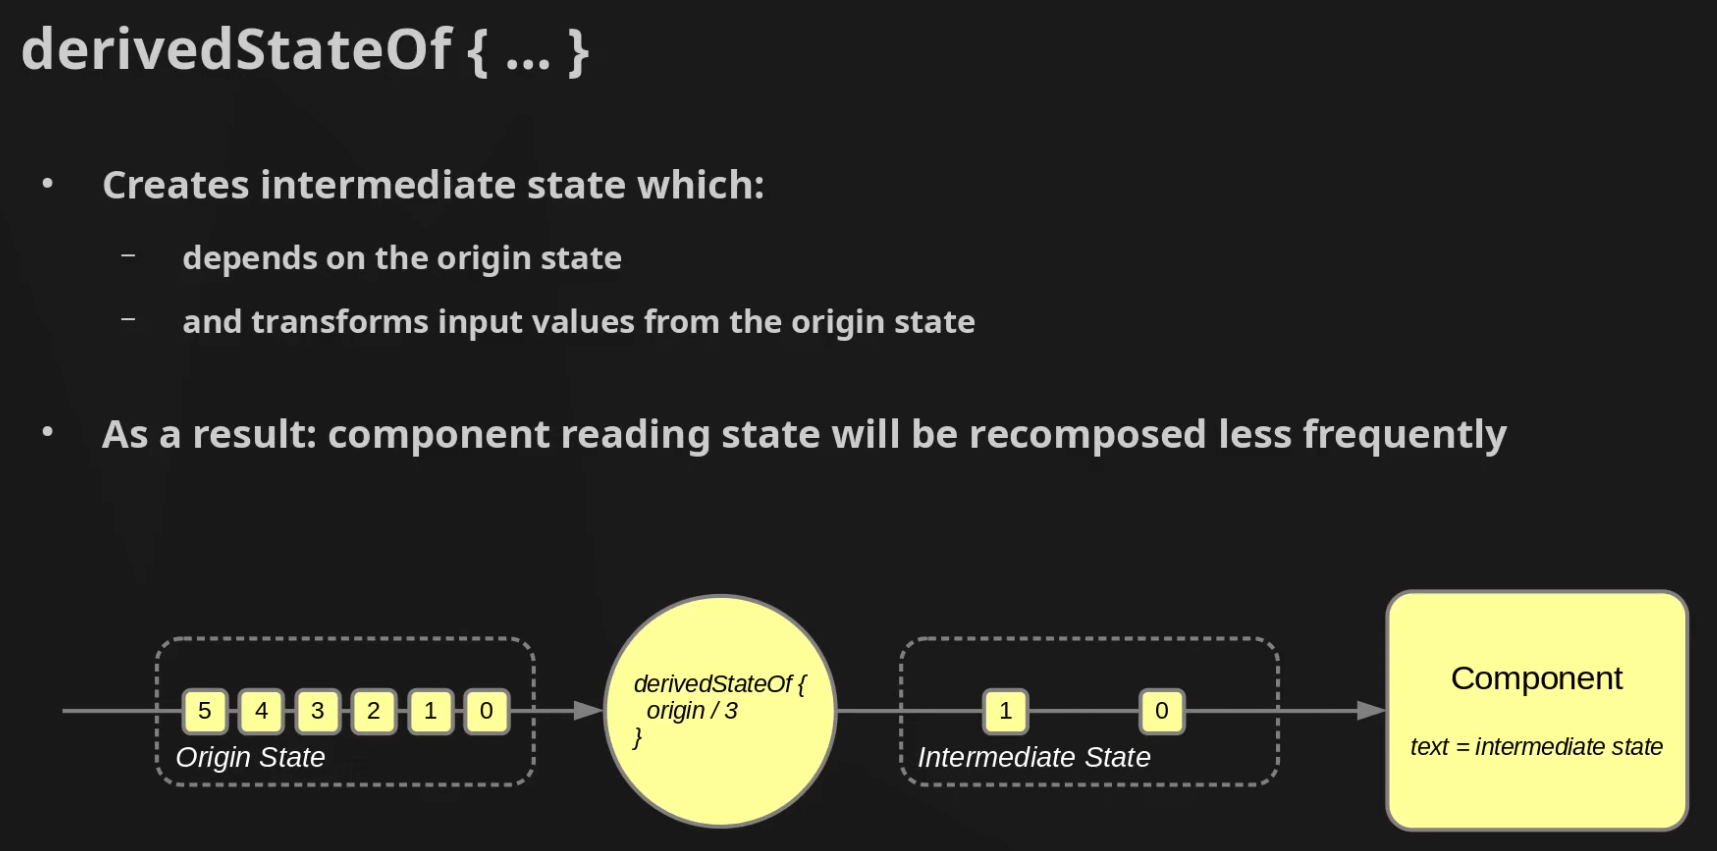 derivedStateOf { ... }
• Creates intermediate state which:
– depends on the origin state
– and transforms input values from the origin state
• As a result: component reading state will be recomposed less frequently
5 4 3 2 1 0
Origin State
derivedStateOf {
origin / 3
}
1 0
Intermediate State
Component
text = intermediate state